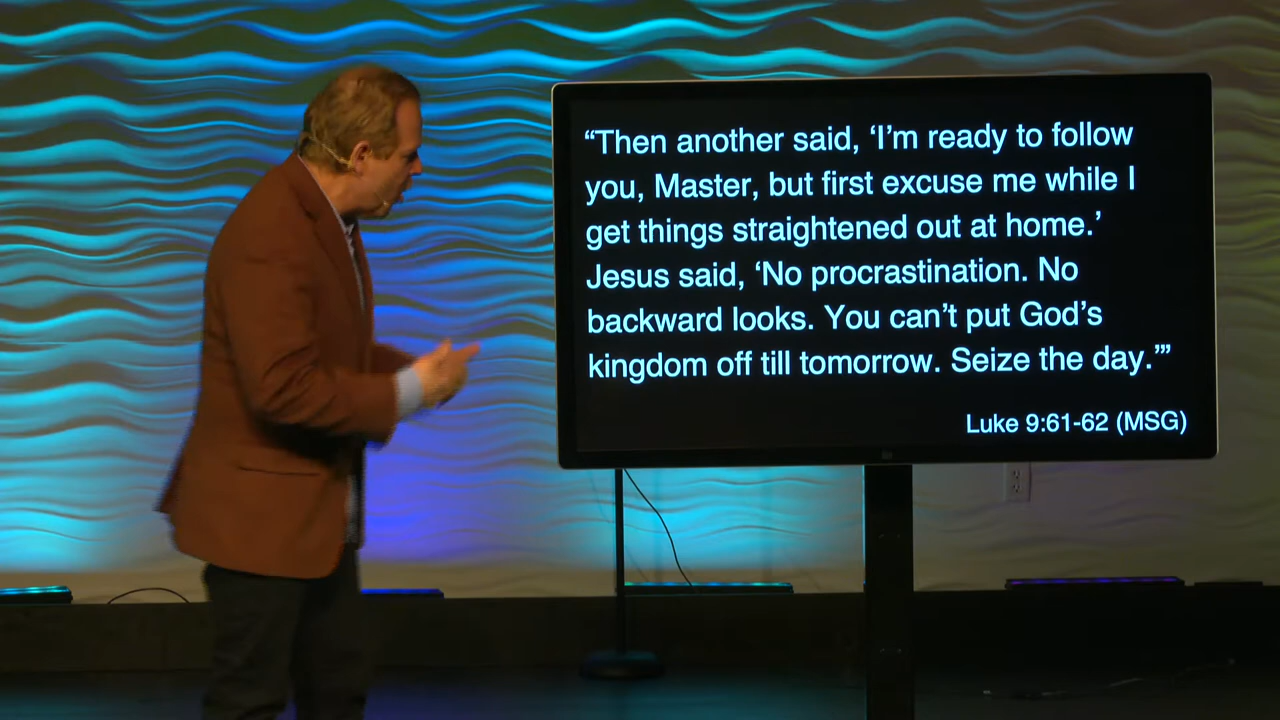 “Then another said, ‘I’m ready to follow
you, Master, but first excuse me while I
get things straightened out at home.’
Jesus said, ‘No procrastination. No
backward looks. You can’t put God’s
kingdom off till tomorrow. Seize the day.’”
Luke 9:61-62 (MSG)